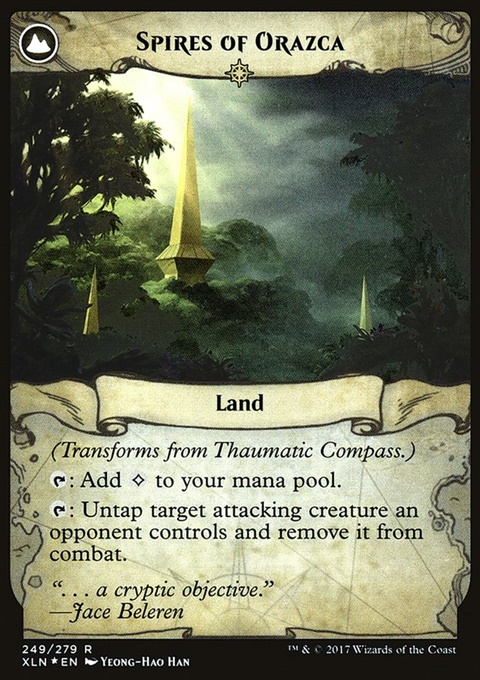 Spires of Orazca
Land
(Transforms from Thaumatic Compass.)
: Add to your mana pool.
: Untap target attacking creature an
opponent controls and remove it from
combat.
“. . . a cryptic objective.”
—Jace Beleren
249/279 R
XLN ★ EN Yeong-Hao Han
™ & © 2017 Wizards of the Coast